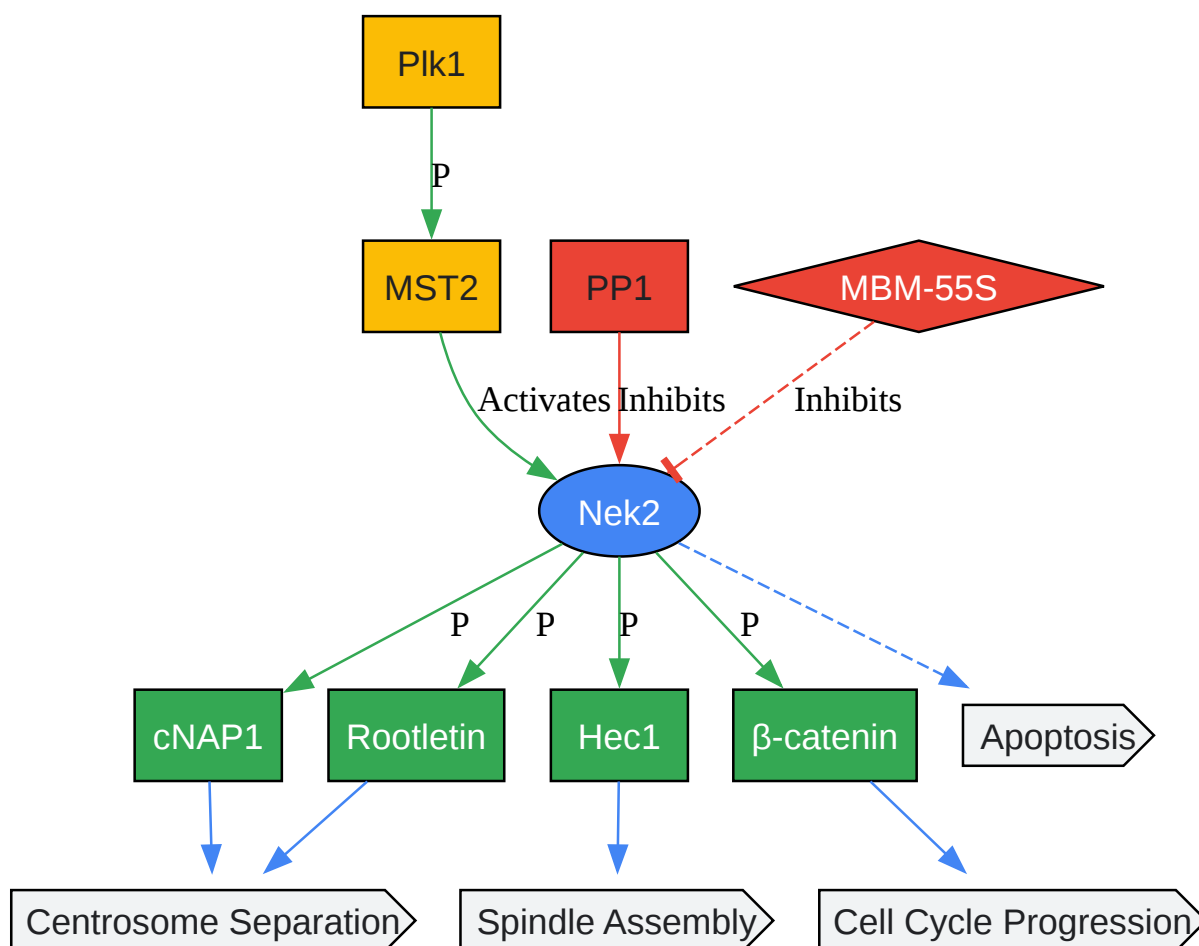 Plk1
P
MST2
PP1
MBM-55S
Activates
Inhibits
Inhibits
Nek2
P
P
P
P
cNAP1
Rootletin
Hec1
β-catenin
Apoptosis
Centrosome Separation
Spindle Assembly
Cell Cycle Progression